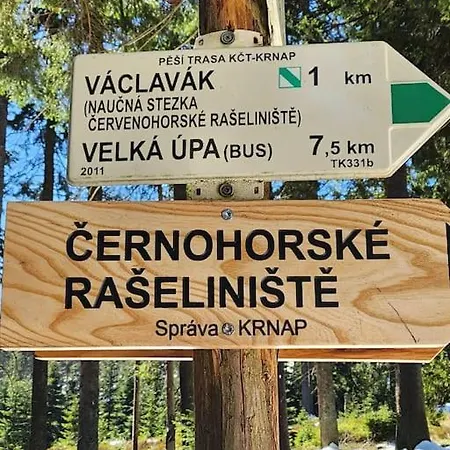 PĚŠÍ TRASA KČT-KRNAP
VÁCLAVÁK 1 km
(NAUČNÁ STEZKA
ČERVENOHORSKÉ RAŠELINIŠTĚ)
VELKÁ ÚPA (BUS) 7,5 km
2011 TK331b
ČERNOHORSKÉ
RAŠELINIŠTĚ
Správa KRNAP